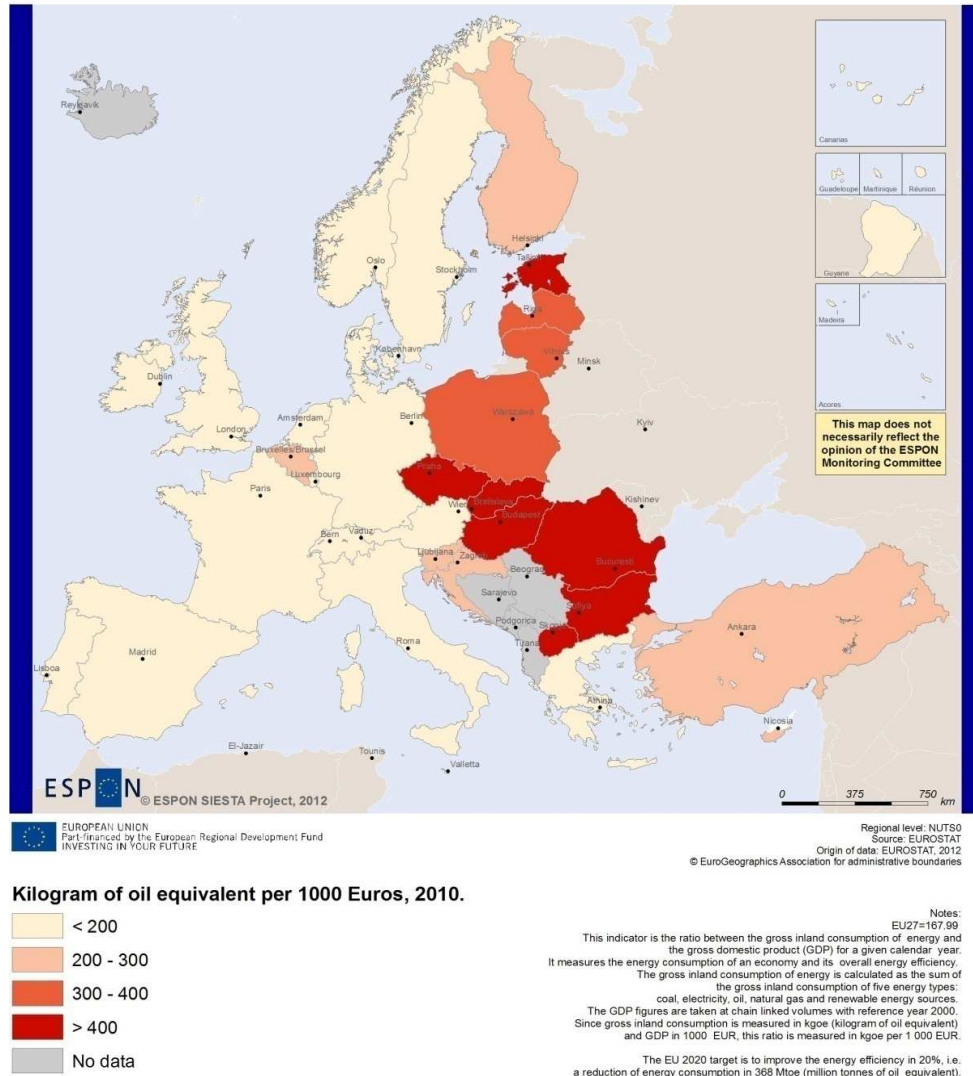 Reykjavik
Canarias
Guadeloupe
Martinique
Réunion
Guyane
Madeira
Acores
This map does not
necessarily reflect the
opinion of the ESPON
Monitoring Committee
Helsinki
Oslo
Stockholm
Riga
København
Vilnius
Minsk
Dublin
Amsterdam
Berlin
Warszawa
London
Kyiv
Bruxelles/Brussel
Praha
Luxembourg
Paris
Wien
Bratislava
Kishinev
Budapest
Bern
Vaduz
Ljubljana
Zagreb
Bucuresti
Beograd
Sarajevo
Sofiya
Podgorica
Skopje
Ankara
Roma
Tirana
Madrid
Lisboa
Athina
Nicosia
El-Jazair
Tounis
Valletta
ESPON
© ESPON SIESTA Project, 2012
0 375 750
km
EUROPEAN UNION
Part-financed by the European Regional Development Fund
INVESTING IN YOUR FUTURE
Regional level: NUTS0
Source: EUROSTAT
Origin of data: EUROSTAT, 2012
© EuroGeographics Association for administrative boundaries
Kilogram of oil equivalent per 1000 Euros, 2010.
< 200
200 - 300
300 - 400
> 400
No data
Notes:
EU27=167.99
This indicator is the ratio between the gross inland consumption of energy and
the gross domestic product (GDP) for a given calendar year.
It measures the energy consumption of an economy and its overall energy efficiency.
The gross inland consumption of energy is calculated as the sum of
the gross inland consumption of five energy types:
coal, electricity, oil, natural gas and renewable energy sources.
The GDP figures are taken at chain linked volumes with reference year 2000.
Since gross inland consumption is measured in kgoe (kilogram of oil equivalent)
and GDP in 1000 EUR, this ratio is measured in kgoe per 1 000 EUR.
The EU 2020 target is to improve the energy efficiency in 20%, i.e.
a reduction of energy consumption in 368 Mtoe (million tonnes of oil equivalent).